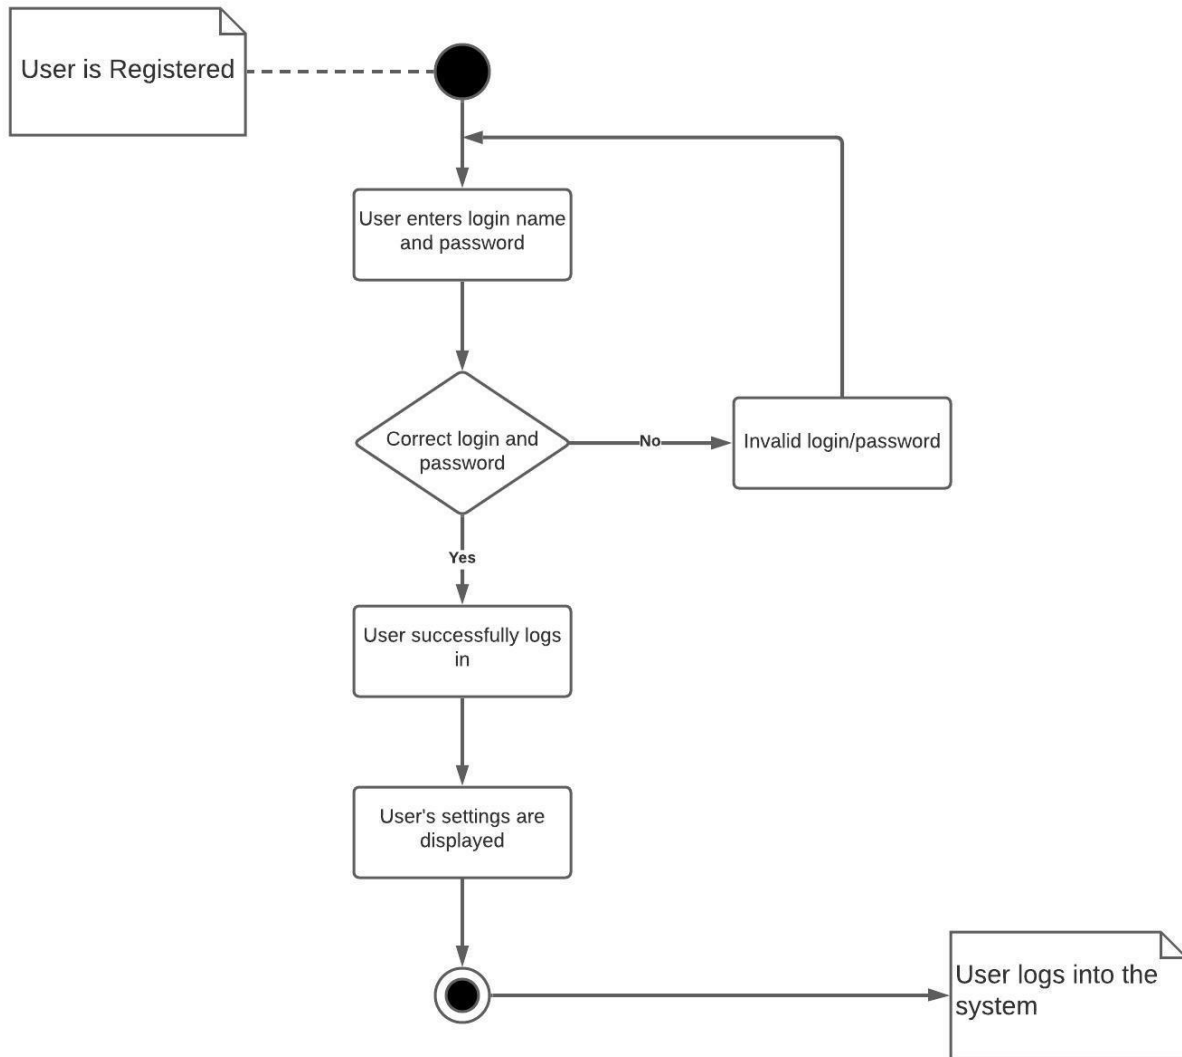 User is Registered
User enters login name
and password
Correct login and
password
No
Invalid login/password
Yes
User successfully logs
in
User's settings are
displayed
User logs into the
system